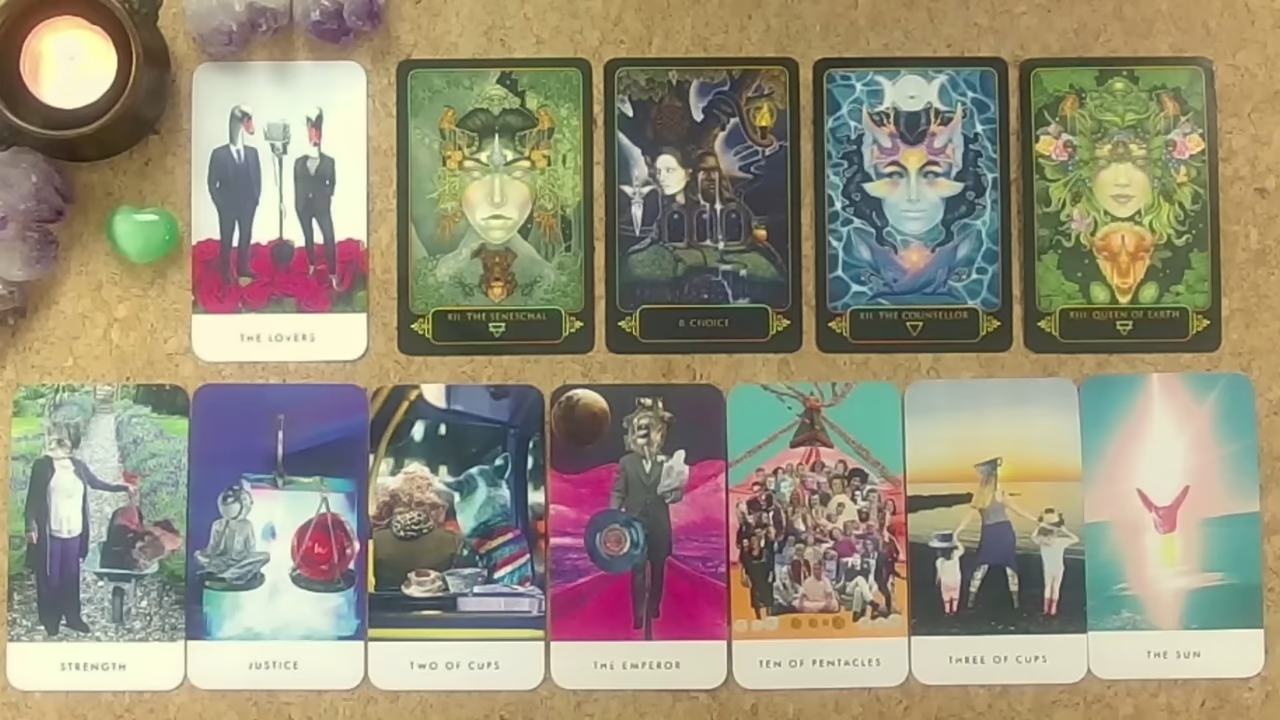 THE LOVERS
XII. THE SENESCHAL
8. CHOICE
XII. THE COUNSELLOR
XIII. QUEEN OF EARTH
STRENGTH
JUSTICE
TWO OF CUPS
THE EMPEROR
TEN OF PENTACLES
THREE OF CUPS
THE SUN